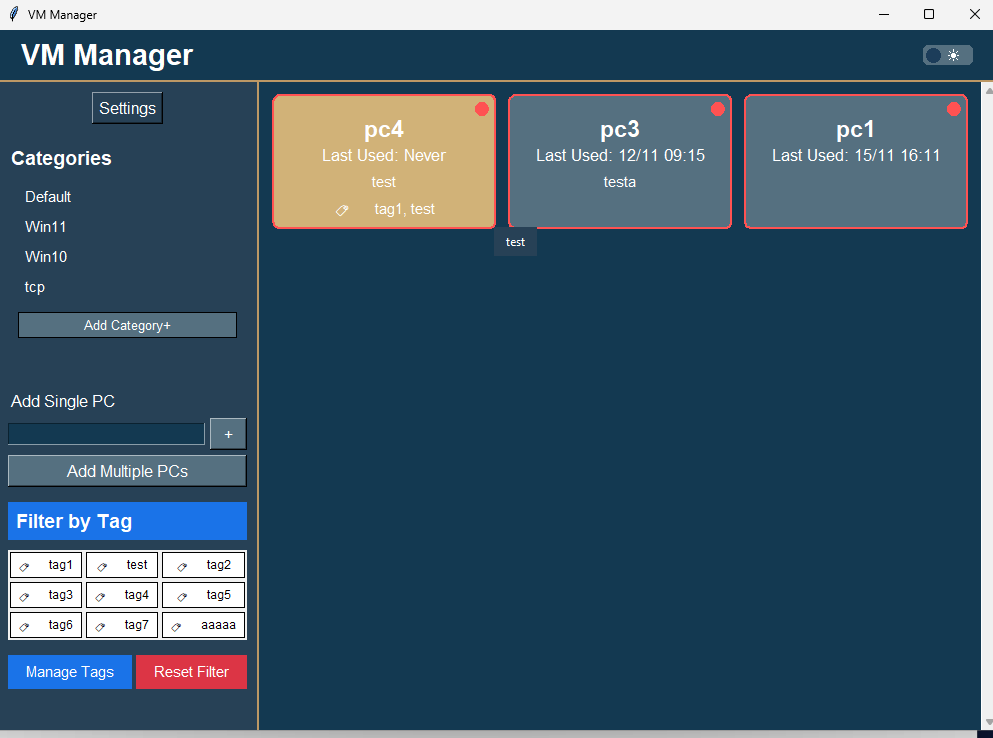 VM Manager
VM Manager
Settings
Categories
Default
Win11
Win10
tcp
Add Category+
Add Single PC
+
Add Multiple PCs
Filter by Tag
tag1 test tag2
tag3 tag4 tag5
tag6 tag7 aaaaa
Manage Tags Reset Filter
pc4
Last Used: Never
test
tag1, test
pc3
Last Used: 12/11 09:15
testa
pc1
Last Used: 15/11 16:11
test